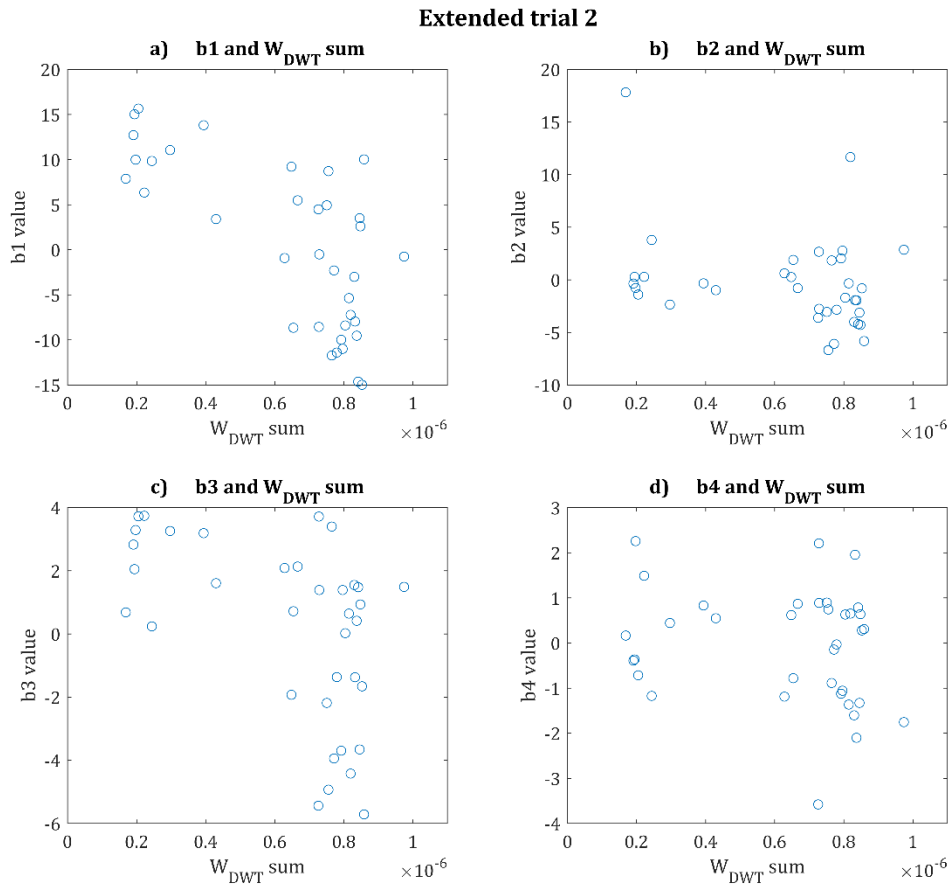 Extended trial 2
a) b1 and W_DWT sum
20
15
10
5
0
-5
-10
-15
b1 value
0 0.2 0.4 0.6 0.8 1
W_DWT sum ×10^-6
b) b2 and W_DWT sum
20
15
10
5
0
-5
-10
b2 value
0 0.2 0.4 0.6 0.8 1
W_DWT sum ×10^-6
c) b3 and W_DWT sum
4
2
0
-2
-4
-6
b3 value
0 0.2 0.4 0.6 0.8 1
W_DWT sum ×10^-6
d) b4 and W_DWT sum
3
2
1
0
-1
-2
-3
-4
b4 value
0 0.2 0.4 0.6 0.8 1
W_DWT sum ×10^-6